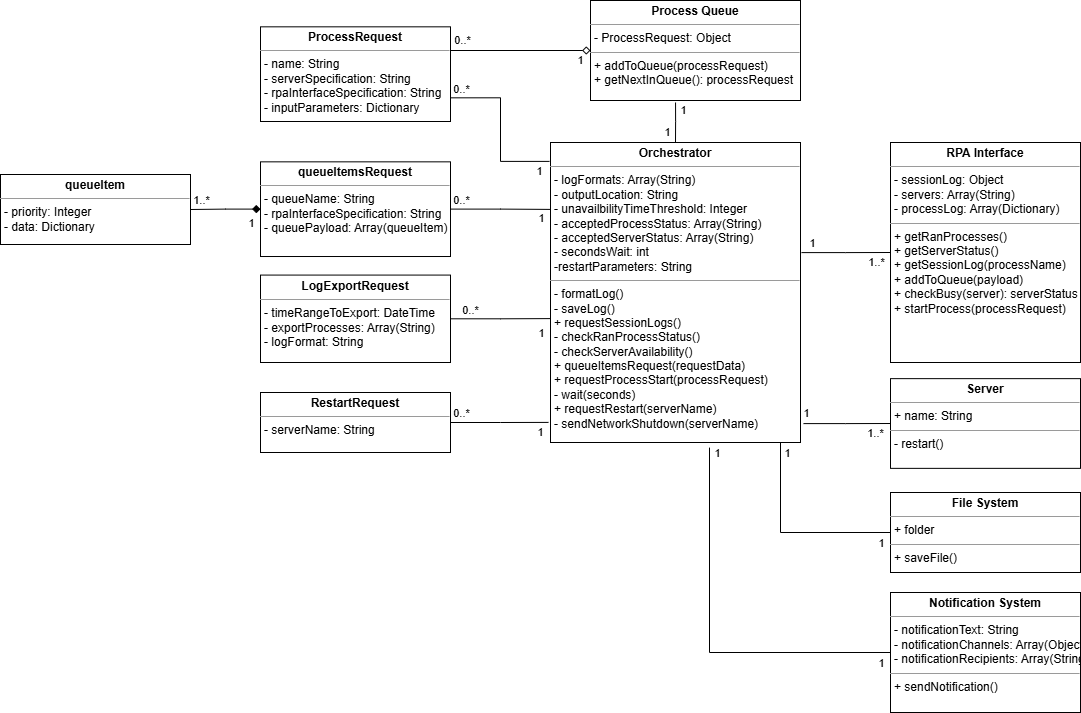 Process Queue
- ProcessRequest: Object
+ addToQueue(processRequest)
+ getNextInQueue(): processRequest
ProcessRequest
- name: String
- serverSpecification: String
- rpaInterfaceSpecification: String
- inputParameters: Dictionary
0..*
1
0..*
1
1
1
queueItem
- priority: Integer
- data: Dictionary
1..*
1
queueItemsRequest
- queueName: String
- rpaInterfaceSpecification: String
- queuePayload: Array(queueItem)
0..*
1
LogExportRequest
- timeRangeToExport: DateTime
- exportProcesses: Array(String)
- logFormat: String
0..*
1
RestartRequest
- serverName: String
0..*
1
Orchestrator
- logFormats: Array(String)
- outputLocation: String
- unavailbilityTimeThreshold: Integer
- acceptedProcessStatus: Array(String)
- acceptedServerStatus: Array(String)
- secondsWait: int
-restartParameters: String
- formatLog()
- saveLog()
+ requestSessionLogs()
- checkRanProcessStatus()
- checkServerAvailability()
+ queueItemsRequest(requestData)
+ requestProcessStart(processRequest)
- wait(seconds)
+ requestRestart(serverName)
- sendNetworkShutdown(serverName)
1
1..*
RPA Interface
- sessionLog: Object
- servers: Array(String)
- processLog: Array(Dictionary)
+ getRanProcesses()
+ getServerStatus()
+ getSessionLog(processName)
+ addToQueue(payload)
+ checkBusy(server): serverStatus
+ startProcess(processRequest)
1
1..*
Server
+ name: String
- restart()
1
1
File System
+ folder
+ saveFile()
1
1
Notification System
- notificationText: String
- notificationChannels: Array(Objec
- notificationRecipients: Array(String
+ sendNotification()